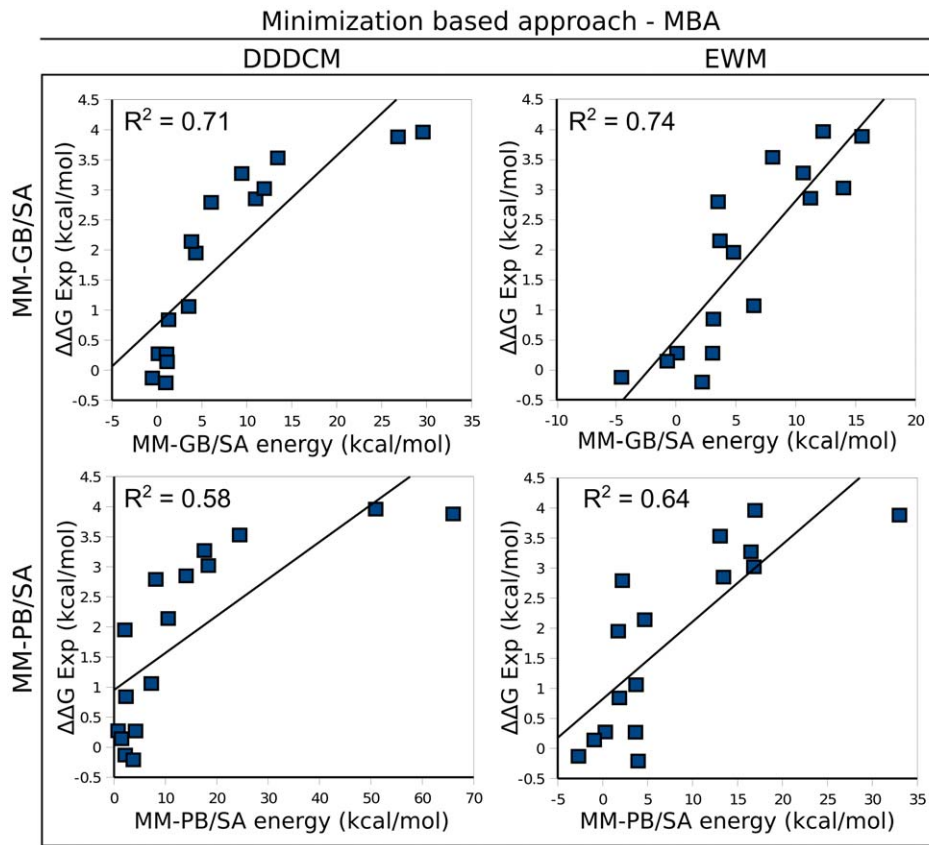 Minimization based approach - MBA
DDDCM
EWM
MM-GB/SA
R² = 0.71
ΔΔG Exp (kcal/mol)
4.5
4
3.5
3
2.5
2
1.5
1
0.5
0
-0.5
-5 0 5 10 15 20 25 30 35
MM-GB/SA energy (kcal/mol)
R² = 0.74
ΔΔG Exp (kcal/mol)
4.5
4
3.5
3
2.5
2
1.5
1
0.5
0
-0.5
-10 -5 0 5 10 15 20
MM-GB/SA energy (kcal/mol)
MM-PB/SA
R² = 0.58
ΔΔG Exp (kcal/mol)
4.5
4
3.5
3
2.5
2
1.5
1
0.5
0
-0.5
0 10 20 30 40 50 60 70
MM-PB/SA energy (kcal/mol)
R² = 0.64
ΔΔG Exp (kcal/mol)
4.5
4
3.5
3
2.5
2
1.5
1
0.5
0
-0.5
-5 0 5 10 15 20 25 30 35
MM-PB/SA energy (kcal/mol)